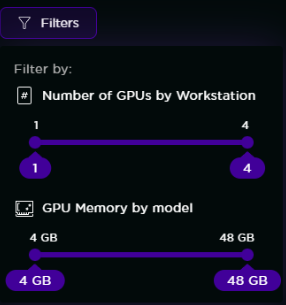 Filters
Filter by:
# Number of GPUs by Workstation
1 4
1 4
GPU Memory by model
4 GB 48 GB
4 GB 48 GB